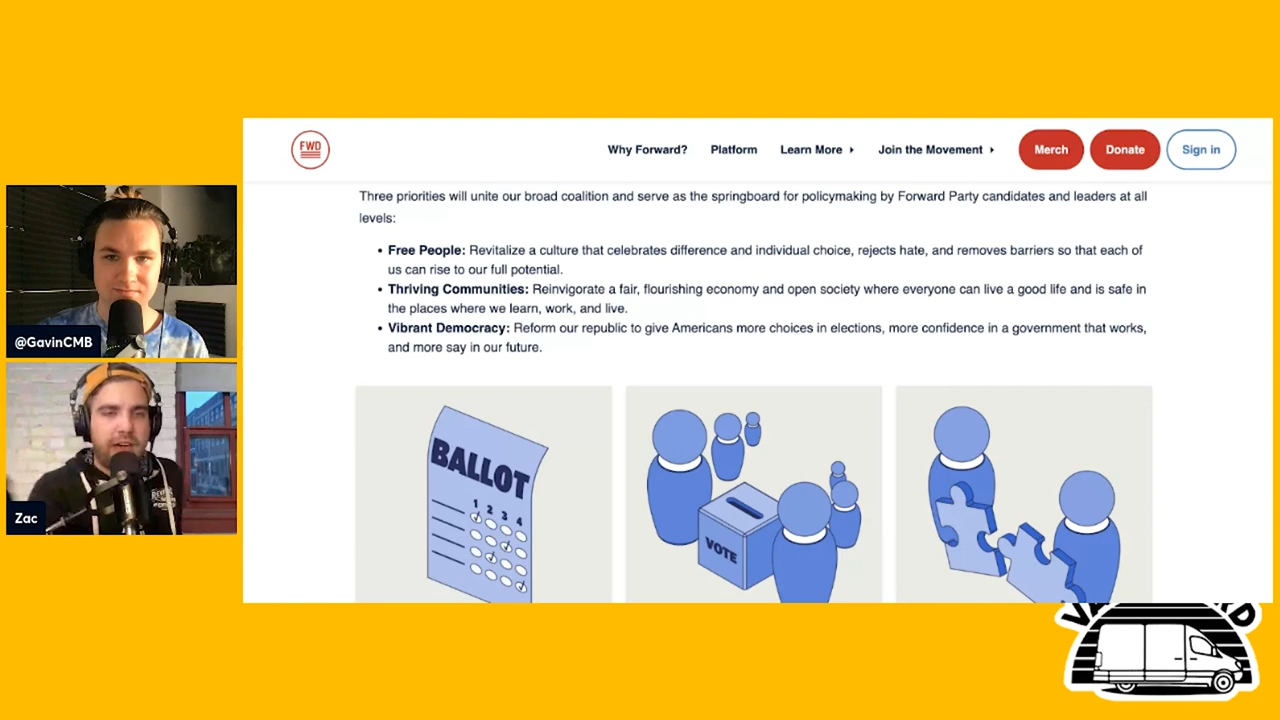 FWD
Why Forward?
Platform
Learn More
Join the Movement
Merch
Donate
Sign in
Three priorities will unite our broad coalition and serve as the springboard for policymaking by Forward Party candidates and leaders at all
levels:
• Free People: Revitalize a culture that celebrates difference and individual choice, rejects hate, and removes barriers so that each of
us can rise to our full potential.
• Thriving Communities: Reinvigorate a fair, flourishing economy and open society where everyone can live a good life and is safe in
the places where we learn, work, and live.
• Vibrant Democracy: Reform our republic to give Americans more choices in elections, more confidence in a government that works,
and more say in our future.
@GavinCMB
Zac
BALLOT
1 2 3 4
VOTE